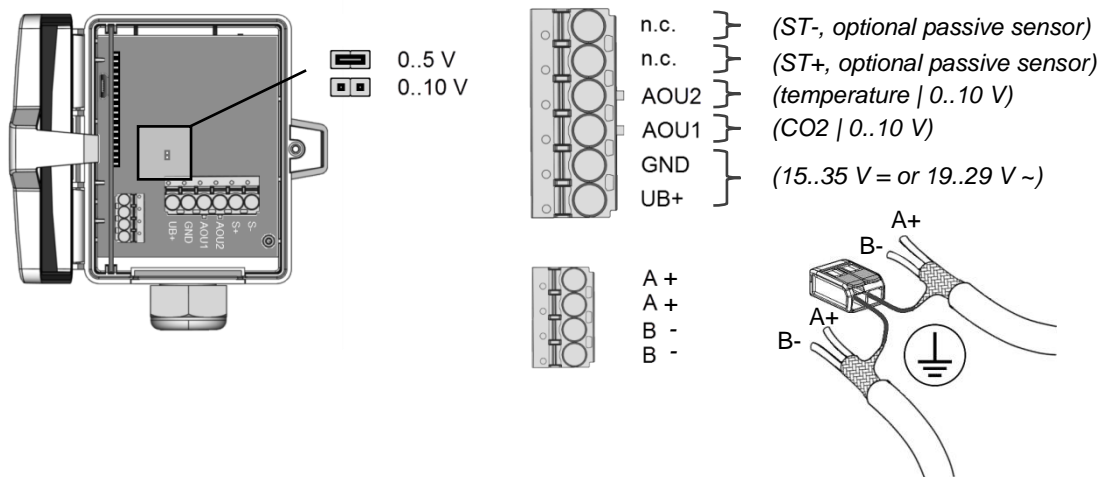 0..5 V
0..10 V
UB+
GND
AOU1
AOU2
S+
S-
n.c. (ST-, optional passive sensor)
n.c. (ST+, optional passive sensor)
AOU2 (temperature | 0..10 V)
AOU1 (CO2 | 0..10 V)
GND
UB+
(15..35 V = or 19..29 V ~)
A +
A +
B -
B -
A+
B-
A+
B-